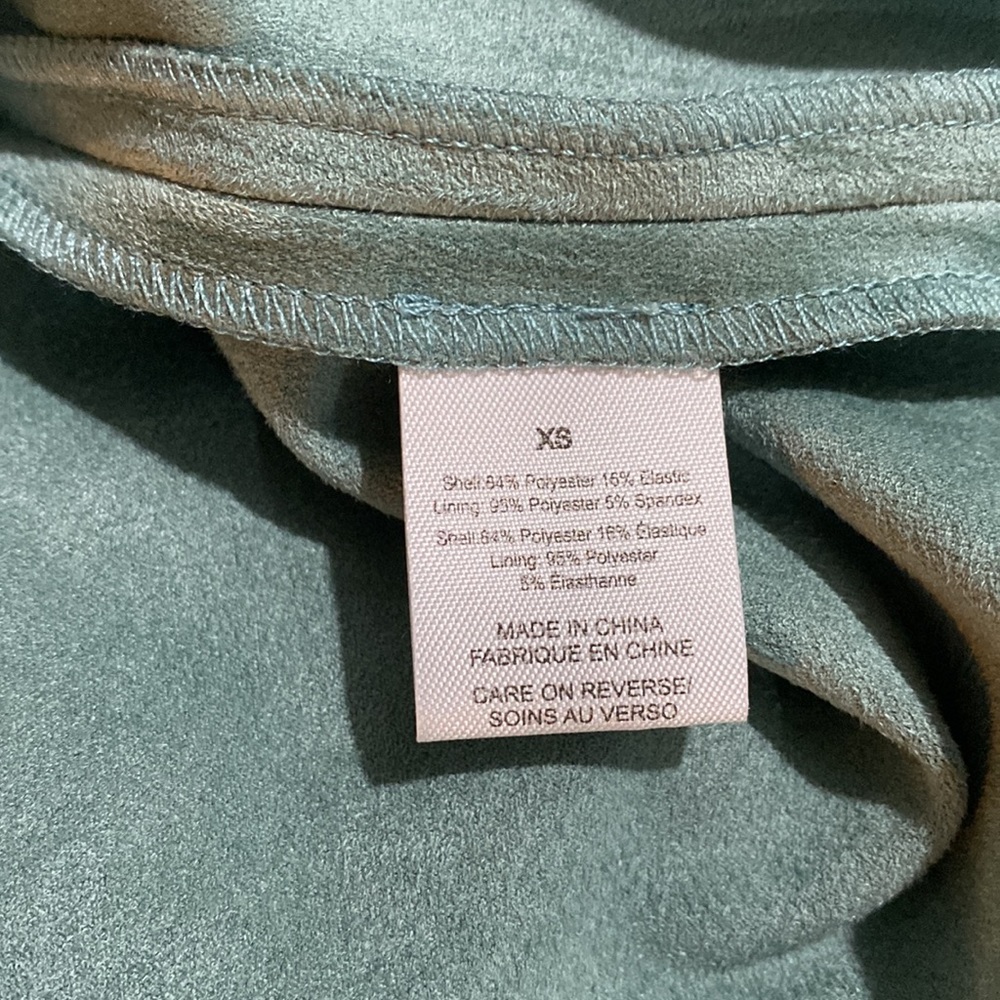 XS
Shell:84% Polyester 16% Elastic
Lining: 95% Polyester 5% Spandex
Shell:84% Polyester 16% Élastique
Lining: 95% Polyester
5% Elasthanne
MADE IN CHINA
FABRIQUE EN CHINE
CARE ON REVERSE/
SOINS AU VERSO